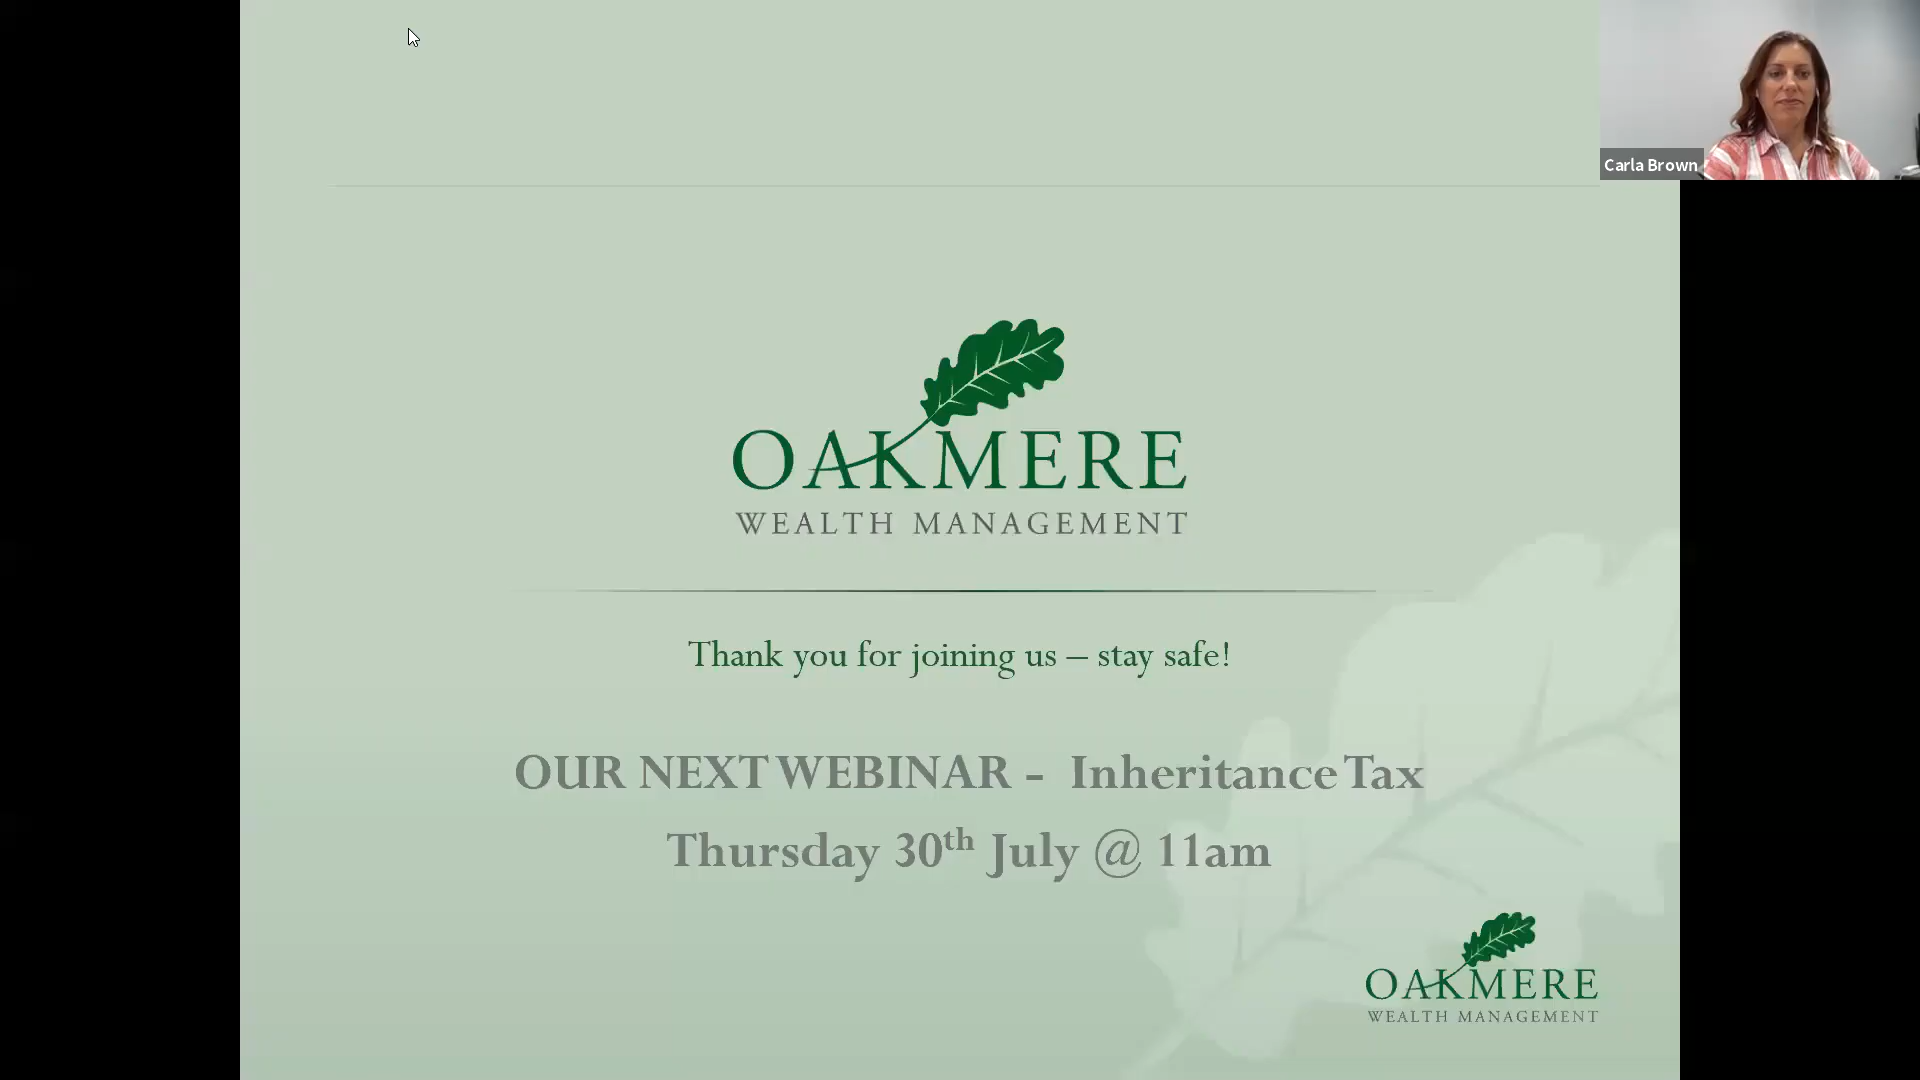 Carla Brown
OAKMERE
WEALTH MANAGEMENT
Thank you for joining us – stay safe!
OUR NEXT WEBINAR - Inheritance Tax
Thursday 30th July @ 11am
OAKMERE
WEALTH MANAGEMENT